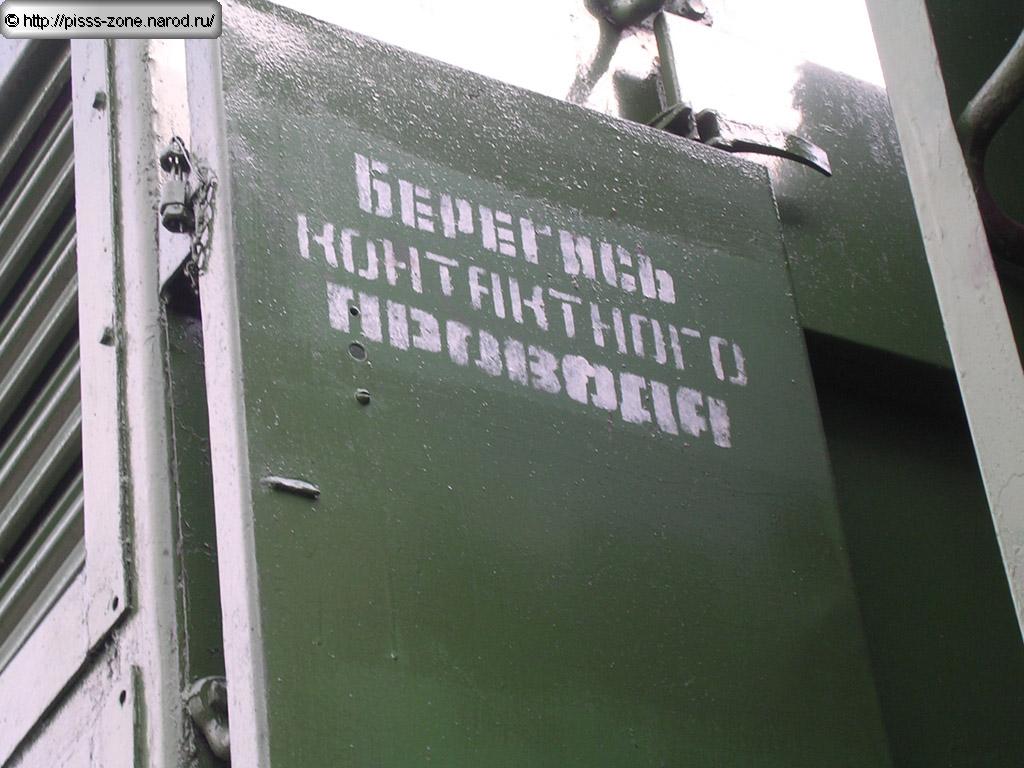 © http://pisss-zone.narod.ru/
БЕРЕГИСЬ
КОНТАКТНОГО
ПРОВОДА